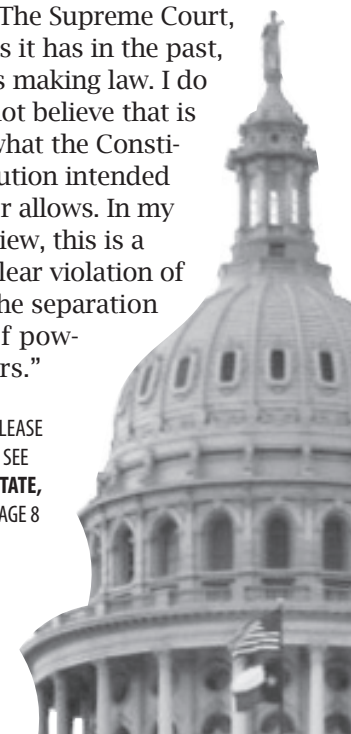 The Supreme Court,
s it has in the past,
s making law. I do
ot believe that is
what the Consti-
ution intended
r allows. In my
iew, this is a
lear violation of
he separation
f pow-
rs.”
LEASE
SEE
TATE,
AGE 8